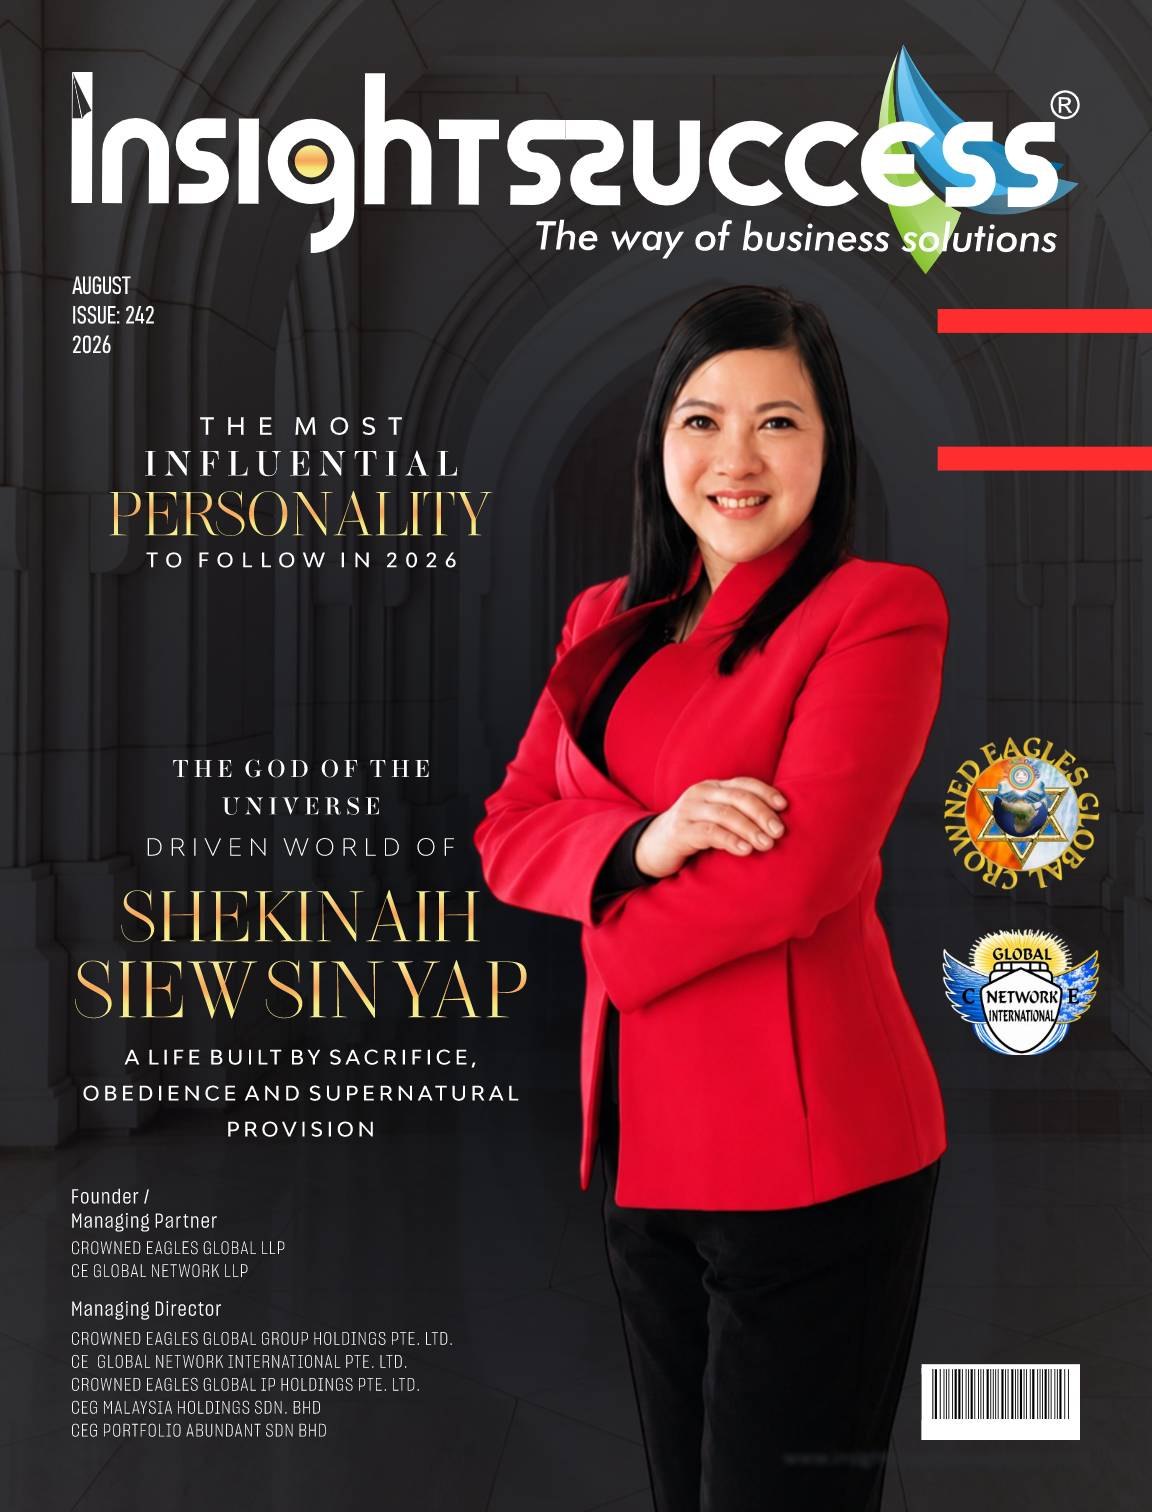 InsightsSuccess®
The way of business solutions
AUGUST
ISSUE: 242
2026
THE MOST
INFLUENTIAL
PERSONALITY
TO FOLLOW IN 2026
THE GOD OF THE
UNIVERSE
DRIVEN WORLD OF
SHEKINAIH
SIEW SIN YAP
A LIFE BUILT BY SACRIFICE,
OBEDIENCE AND SUPERNATURAL
PROVISION
CROWNED EAGLES GLOBAL
GLOBAL
C NETWORK E
INTERNATIONAL
Founder /
Managing Partner
CROWNED EAGLES GLOBAL LLP
CE GLOBAL NETWORK LLP
Managing Director
CROWNED EAGLES GLOBAL GROUP HOLDINGS PTE. LTD.
CE GLOBAL NETWORK INTERNATIONAL PTE. LTD.
CROWNED EAGLES GLOBAL IP HOLDINGS PTE. LTD.
CEG MALAYSIA HOLDINGS SDN. BHD
CEG PORTFOLIO ABUNDANT SDN BHD